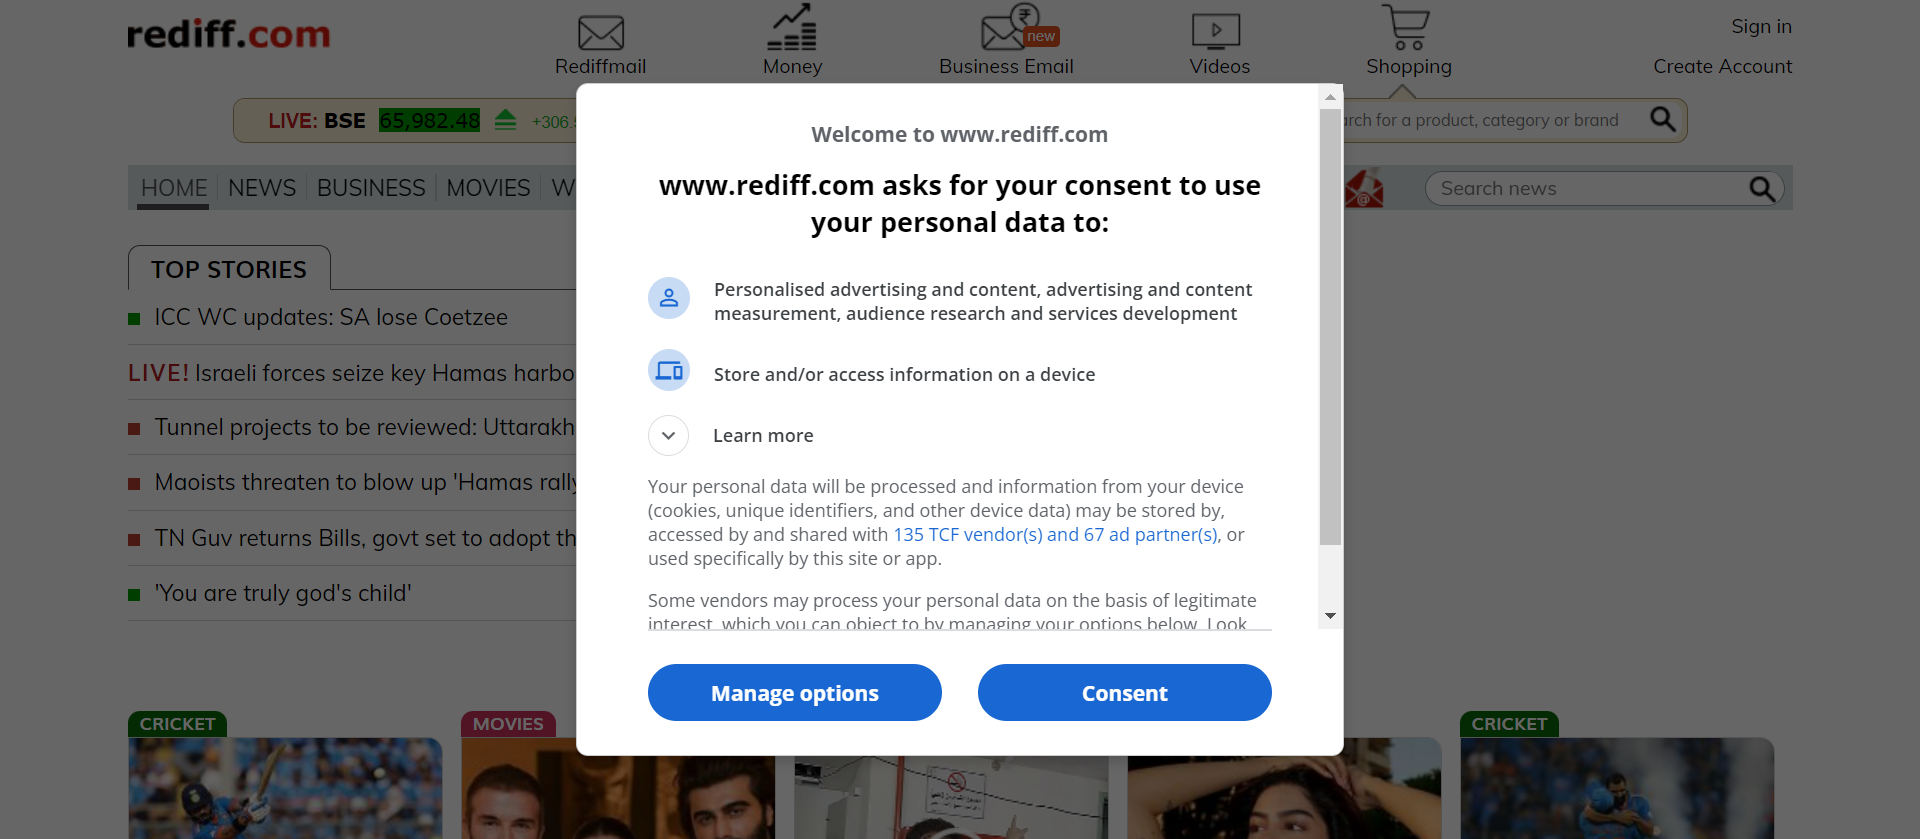 rediff.com
Rediffmail
Money
new
Business Email
Videos
Shopping
Sign in
Create Account
LIVE: BSE 65,982.48 +306.
for a product, category or brand
HOME NEWS BUSINESS MOVIES
Search news
TOP STORIES
ICC WC updates: SA lose Coetzee
LIVE! Israeli forces seize key Hamas
Tunnel projects to be reviewed:
Maoists threaten to blow up 'Hamas rally
TN Guv returns Bills, govt set to adopt
'You are truly god's child'
Welcome to www.rediff.com
www.rediff.com asks for your consent to use
your personal data to:
Personalised advertising and content, advertising and content
measurement, audience research and services development
Store and/or access information on a device
Learn more
Your personal data will be processed and information from your device
(cookies, unique identifiers, and other device data) may be stored by,
accessed by and shared with 135 TCF vendor(s) and 67 ad partner(s), or
used specifically by this site or app.
Some vendors may process your personal data on the basis of legitimate
interest, which you can object to by managing your options below. Look
Manage options
Consent
CRICKET
MOVIES
CRICKET